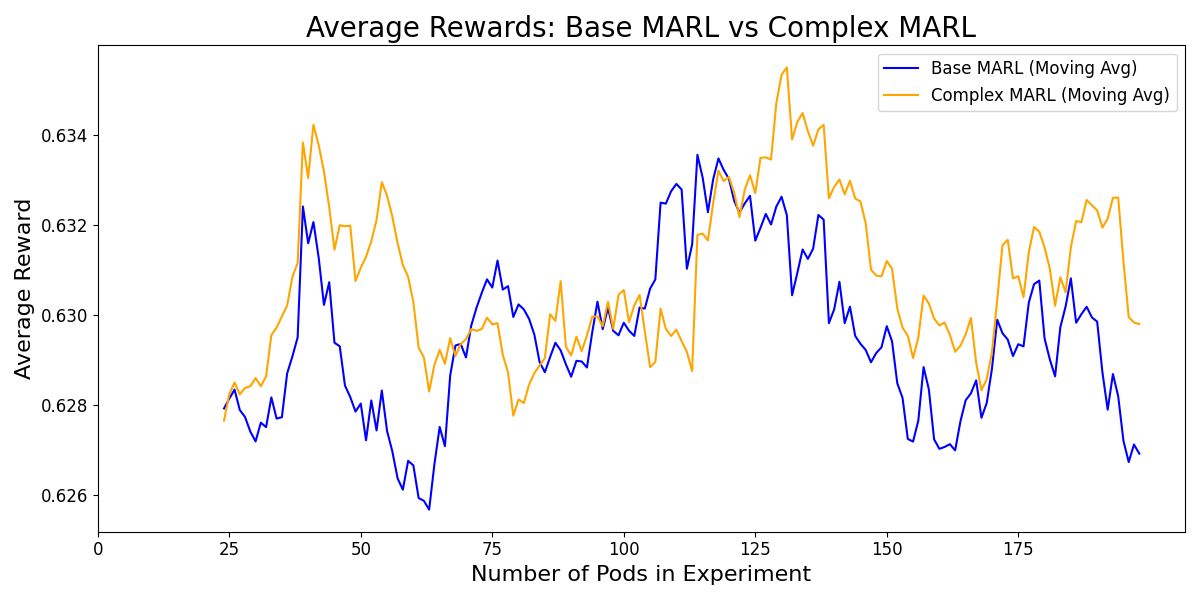 Average Rewards: Base MARL vs Complex MARL
Base MARL (Moving Avg)
Complex MARL (Moving Avg)
Average Reward
0.634
0.632
0.630
0.628
0.626
0 25 50 75 100 125 150 175
Number of Pods in Experiment